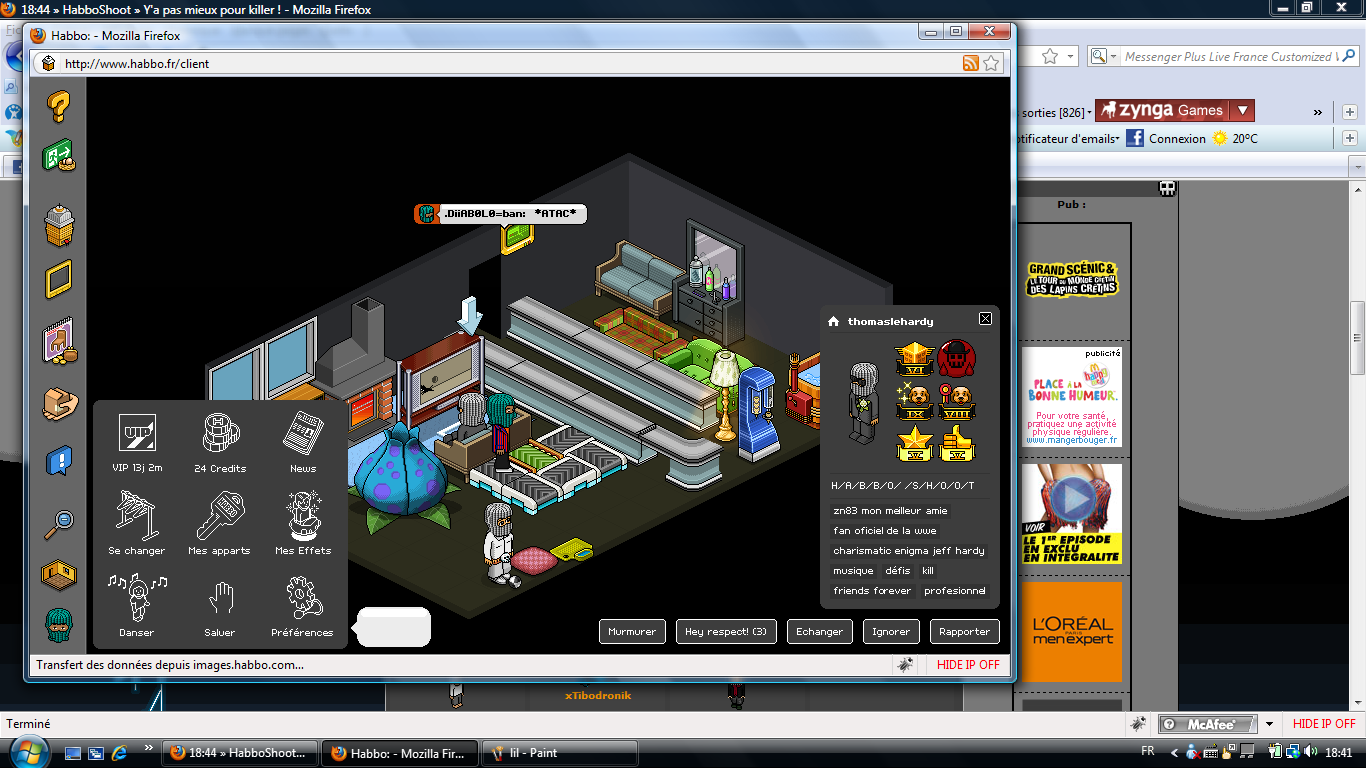 18:44 » HabboShoot » Y'a pas mieux pour killer ! - Mozilla Firefox
Habbo: - Mozilla Firefox
http://www.habbo.fr/client
Messenger Plus Live France Customized
sorties [826]
zynga Games
»
otificateur d'emails
Connexion
20°C
Pub :
.DiiAB0L0=ban: *ATAC*
GRAND SCÉNIC &
LE TOUR DU MONDE CRÉTIN
DES LAPINS CRÉTINS
thomaslehardy
VI
IX
VIII
publicité
PLACE À LA
BONNE HUMEUR.
Pour votre santé,
pratiquez une activité
physique régulière.
www.mangerbouger.fr
VIP 13j 2m
24 Credits
News
H/A/B/B/O/ /S/H/O/O/T
zn83 mon meilleur amie
fan oficiel de la wwe
charismatic enigma jeff hardy
musique
défis
kill
friends forever
profesionnel
VOIR
LE 1ER EPISODE
EN EXCLU
EN INTÉGRALITÉ
Se changer
Mes apparts
Mes Effets
Danser
Saluer
Préférences
Murmurer
Hey respect! (3)
Echanger
Ignorer
Rapporter
L'ORÉAL
PARIS
men expert
Transfert des données depuis images.habbo.com...
HIDE IP OFF
xTibodronik
Terminé
McAfee
HIDE IP OFF
»
18:44 » HabboShoot...
Habbo: - Mozilla Fir...
lil - Paint
FR
18:41